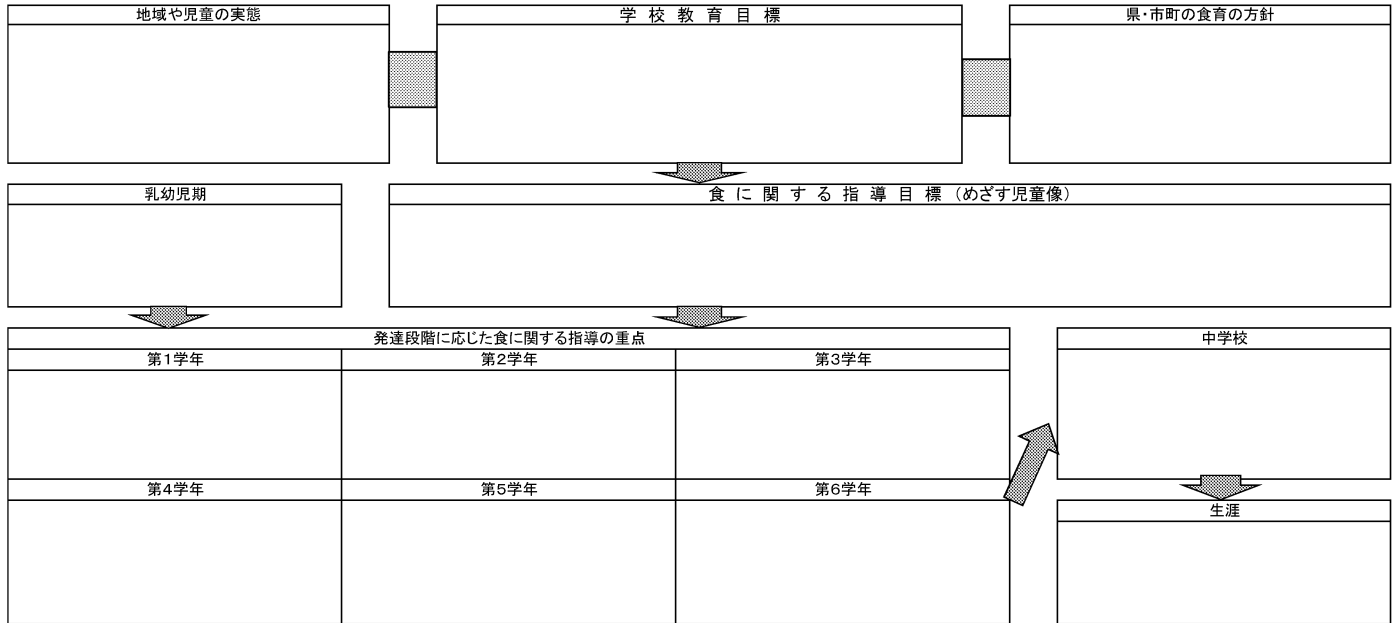 地域や児童の実態
学校教育目標
県・市町の食育の方針
乳幼児期
食に関する指導目標(めざす児童像)
発達段階に応じた食に関する指導の重点
中学校
第1学年
第2学年
第3学年
第4学年
第5学年
第6学年
生涯